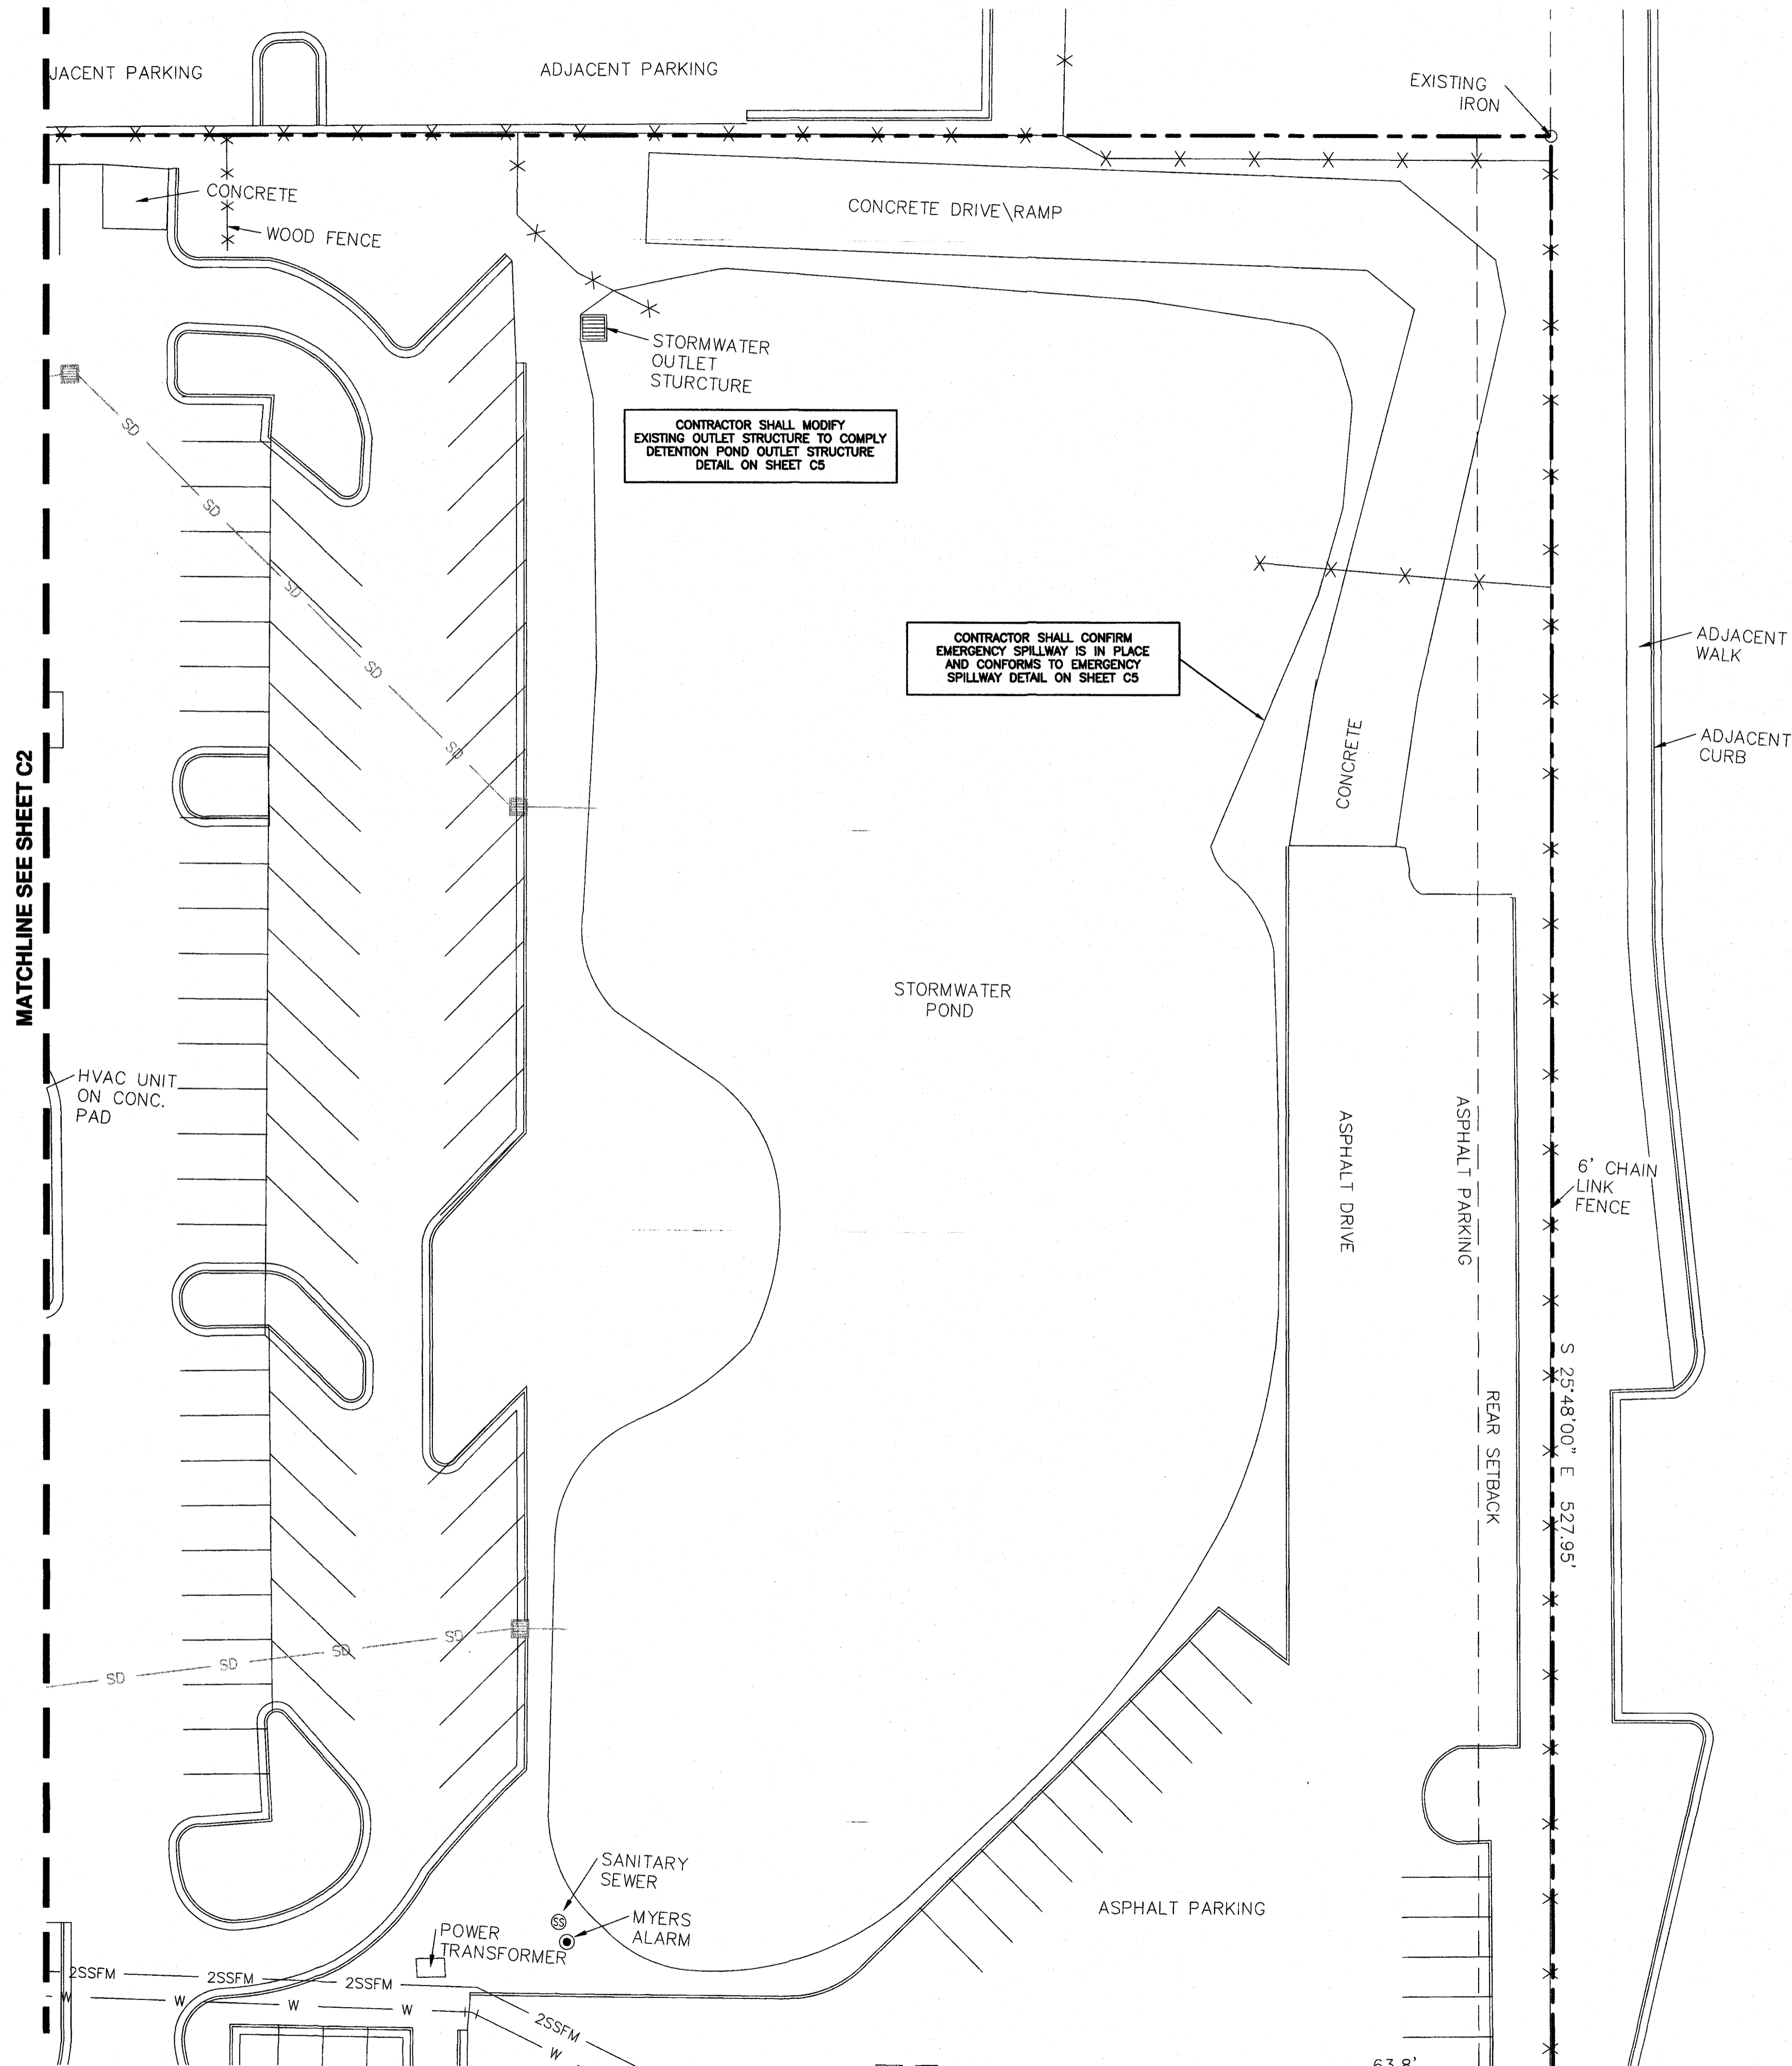 JACENT PARKING
ADJACENT PARKING
EXISTING
IRON
CONCRETE
WOOD FENCE
CONCRETE DRIVE\RAMP
STORMWATER
OUTLET
STURCTURE
CONTRACTOR SHALL MODIFY
EXISTING OUTLET STRUCTURE TO COMPLY
DETENTION POND OUTLET STRUCTURE
DETAIL ON SHEET C5
SD
SD
SD
SD
SD
CONTRACTOR SHALL CONFIRM
EMERGENCY SPILLWAY IS IN PLACE
AND CONFORMS TO EMERGENCY
SPILLWAY DETAIL ON SHEET C5
ADJACENT
WALK
ADJACENT
CURB
CONCRETE
MATCHLINE SEE SHEET C2
STORMWATER
POND
HVAC UNIT
ON CONC.
PAD
ASPHALT DRIVE
ASPHALT PARKING
6' CHAIN
LINK
FENCE
REAR SETBACK
S 25°48'00" E 527.95'
SD
SD
SD
SD
SANITARY
SEWER
SS
MYERS
ALARM
POWER
TRANSFORMER
ASPHALT PARKING
2SSFM
2SSFM
2SSFM
2SSFM
W
W
W
W
W
63.8'